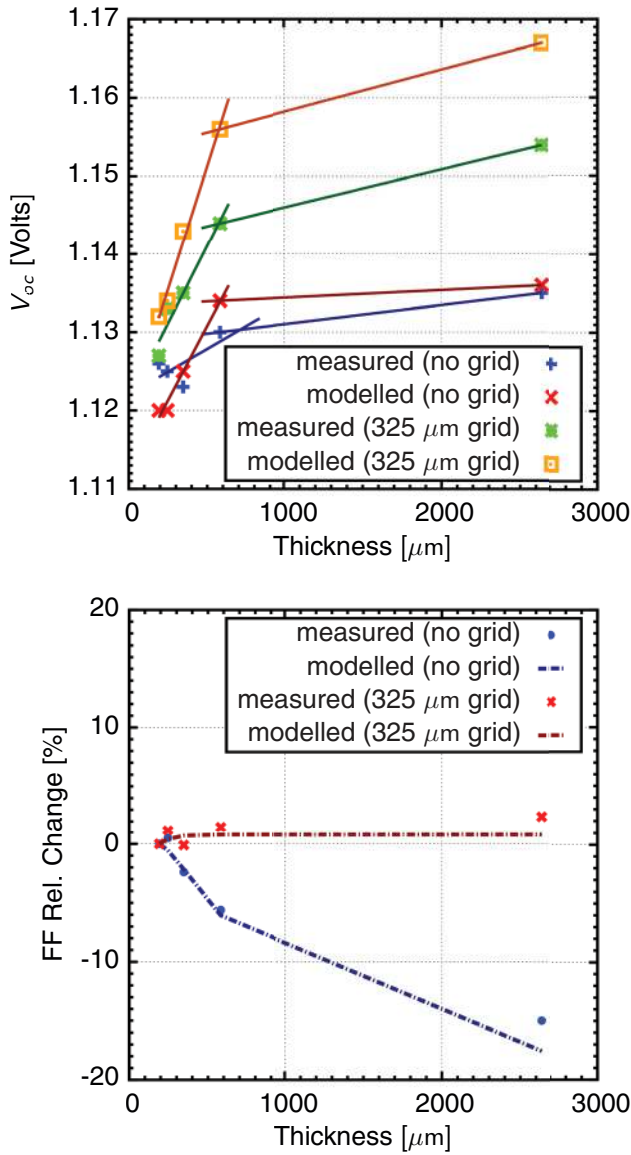 1.17
1.16
1.15
1.14
1.13
1.12
1.11
V_oc [Volts]
measured (no grid)
modelled (no grid)
measured (325 μm grid)
modelled (325 μm grid)
0 1000 2000 3000
Thickness [μm]
20
10
0
-10
-20
FF Rel. Change [%]
measured (no grid)
modelled (no grid)
measured (325 μm grid)
modelled (325 μm grid)
0 1000 2000 3000
Thickness [μm]